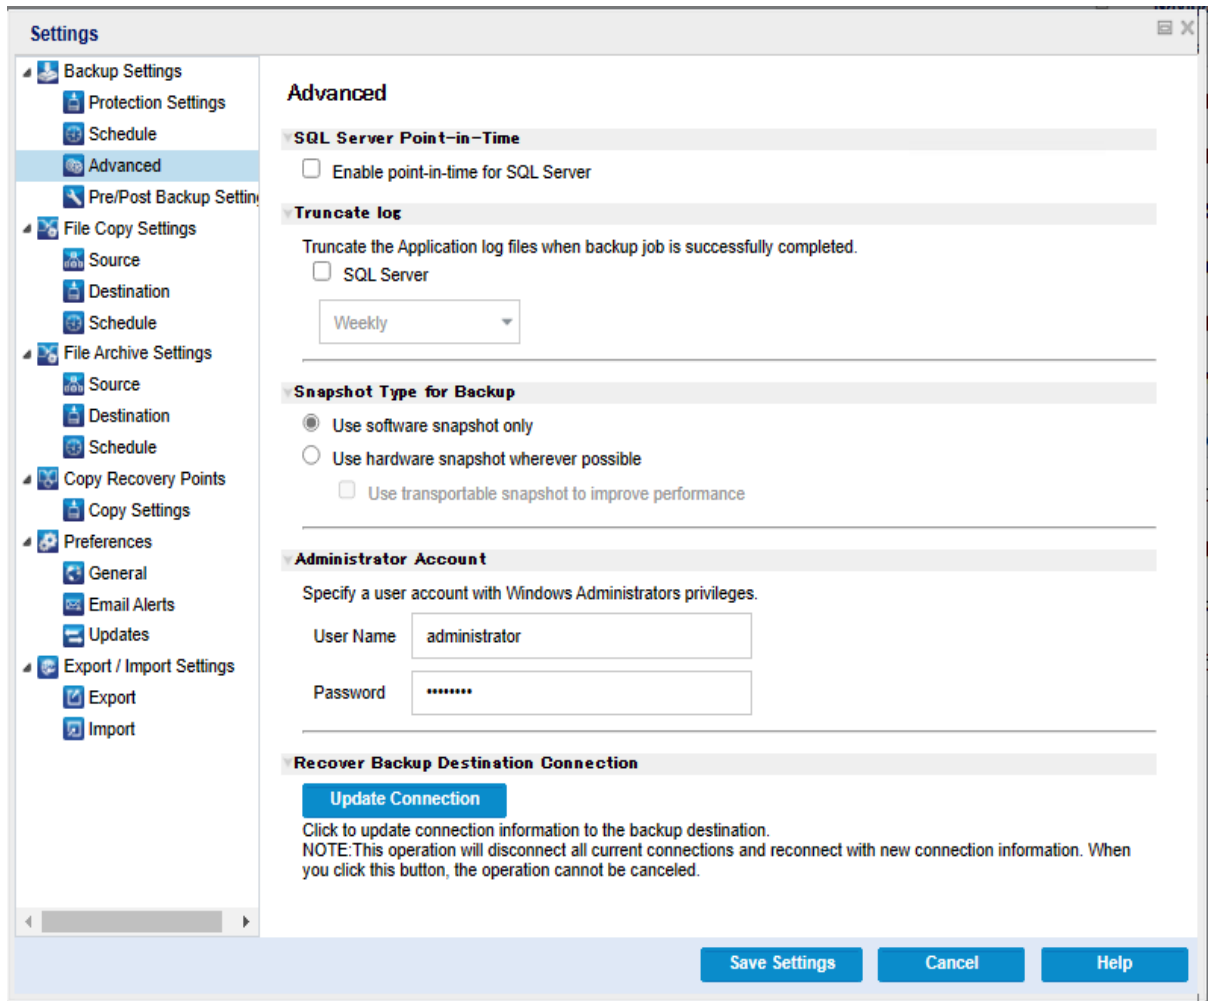 Settings
Backup Settings
Protection Settings
Schedule
Advanced
Pre/Post Backup
File Copy Settings
Source
Destination
Schedule
File Archive Settings
Source
Destination
Schedule
Copy Recovery Points
Copy Settings
Preferences
General
Email Alerts
Updates
Export / Import Settings
Export
Import
Advanced
SQL Server Point-in-Time
Enable point-in-time for SQL Server
Truncate log
Truncate the Application log files when backup job is successfully completed.
SQL Server
Weekly
Snapshot Type for Backup
Use software snapshot only
Use hardware snapshot wherever possible
Use transportable snapshot to improve performance
Administrator Account
Specify a user account with Windows Administrators privileges.
User Name administrator
Password ••••••••
Recover Backup Destination Connection
Update Connection
Click to update connection information to the backup destination.
NOTE:This operation will disconnect all current connections and reconnect with new connection information. When
you click this button, the operation cannot be canceled.
Save Settings Cancel Help